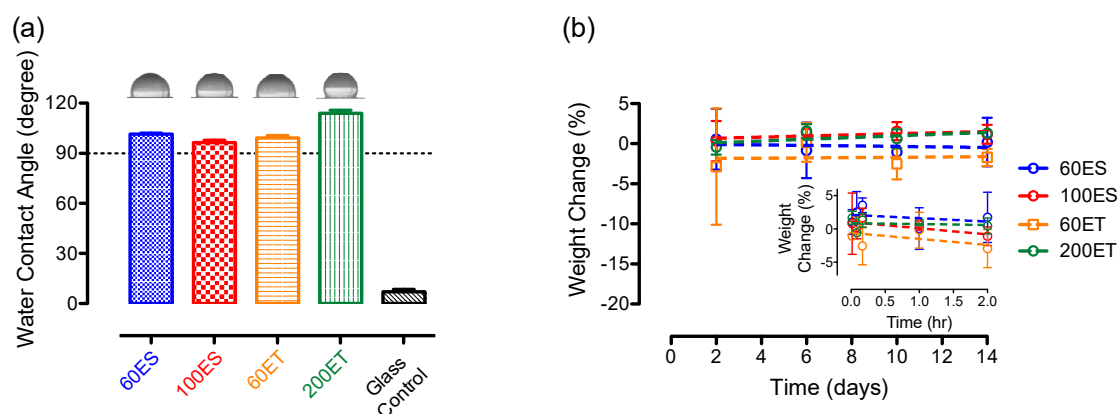 (a)
Water Contact Angle (degree)
120
90
60
30
0
60ES
100ES
60ET
200ET
Glass
Control
(b)
Weight Change (%)
5
0
-5
-10
-15
-20
0
2
4
6
8
10
12
14
Time (days)
Weight
Change (%)
5
0
-5
0.0
0.5
1.0
1.5
2.0
Time (hr)
60ES
100ES
60ET
200ET